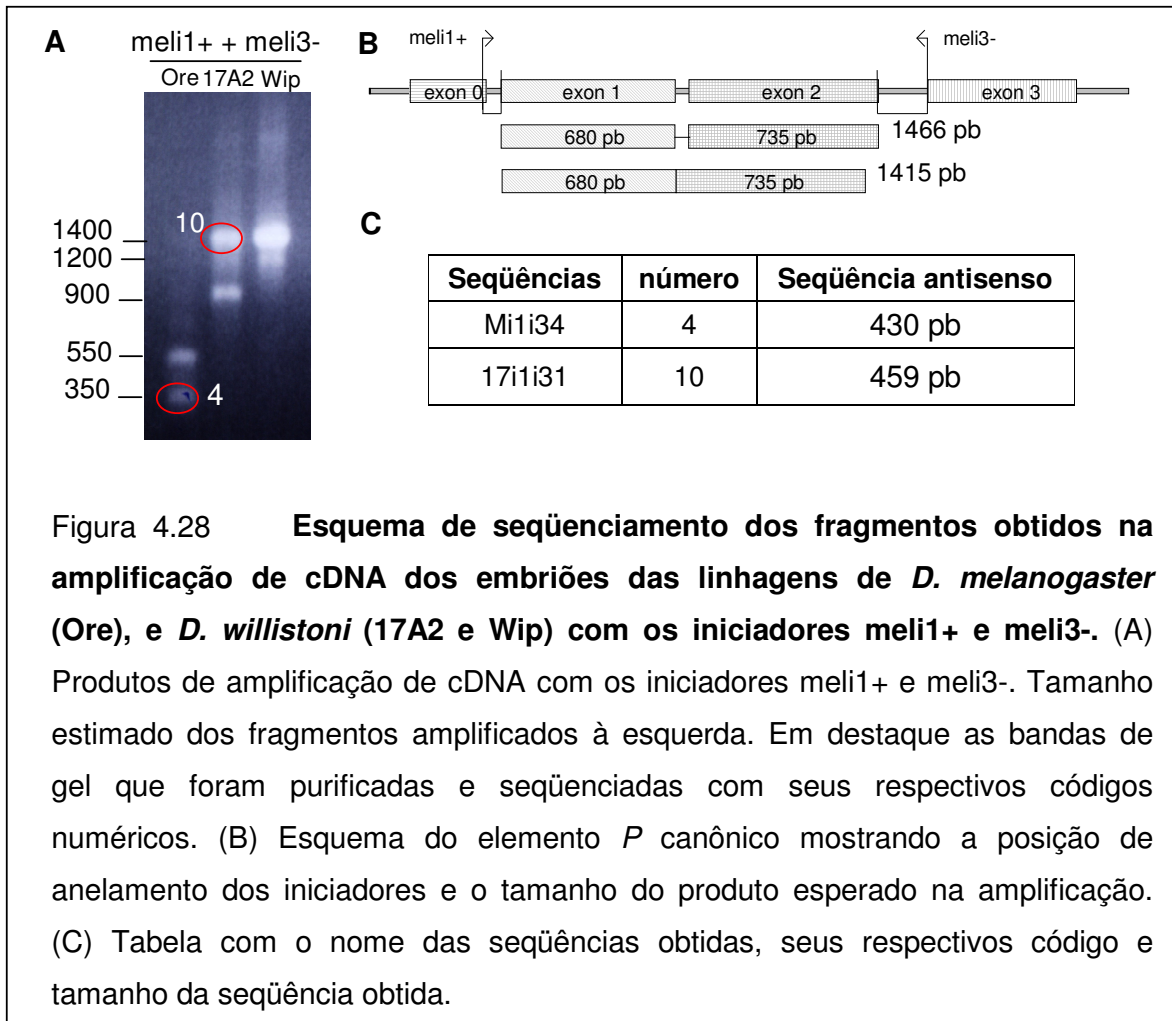 A
meli1+ + meli3-
Ore 17A2 Wip
10
1400
1200
900
550
350
4
B
meli1+
meli3-
exon 0
exon 1
exon 2
exon 3
680 pb
735 pb
1466 pb
680 pb
735 pb
1415 pb
C
Seqüências número Seqüência antisenso
Mi1i34 4 430 pb
17i1i31 10 459 pb
Figura 4.28 Esquema de seqüenciamento dos fragmentos obtidos na
amplificação de cDNA dos embriões das linhagens de D. melanogaster
(Ore), e D. willistoni (17A2 e Wip) com os iniciadores meli1+ e meli3-. (A)
Produtos de amplificação de cDNA com os iniciadores meli1+ e meli3-. Tamanho
estimado dos fragmentos amplificados à esquerda. Em destaque as bandas de
gel que foram purificadas e seqüenciadas com seus respectivos códigos
numéricos. (B) Esquema do elemento P canônico mostrando a posição de
anelamento dos iniciadores e o tamanho do produto esperado na amplificação.
(C) Tabela com o nome das seqüências obtidas, seus respectivos código e
tamanho da seqüência obtida.